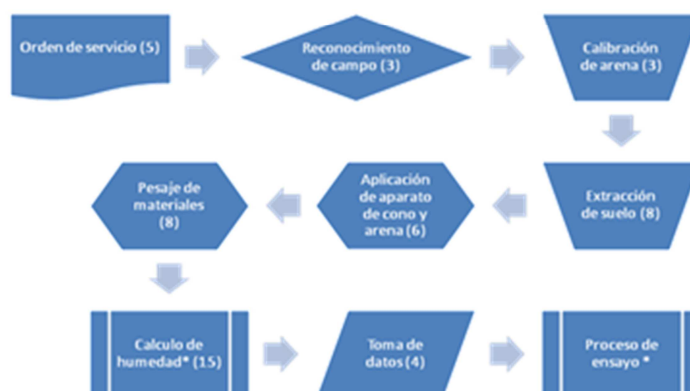 Orden de servicio (5)
Reconocimiento
de campo (3)
Calibración
de arena (3)
Extracción
de suelo (8)
Aplicación
de aparato
de cono y
arena (6)
Pesaje de
materiales
(8)
Calculo de
humedad* (15)
Toma de
datos (4)
Proceso de
ensayo *